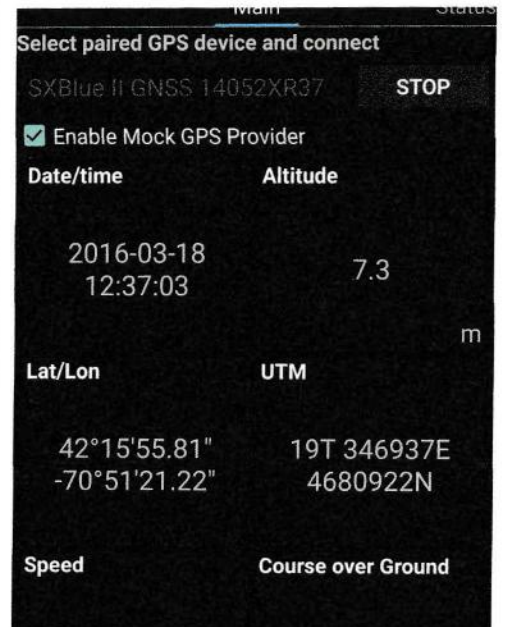 Main Status
Select paired GPS device and connect
SXBlue II GNSS 14052XR37 STOP
Enable Mock GPS Provider
Date/time Altitude
2016-03-18
12:37:03
7.3
m
Lat/Lon UTM
42°15'55.81"
-70°51'21.22"
19T 346937E
4680922N
Speed Course over Ground